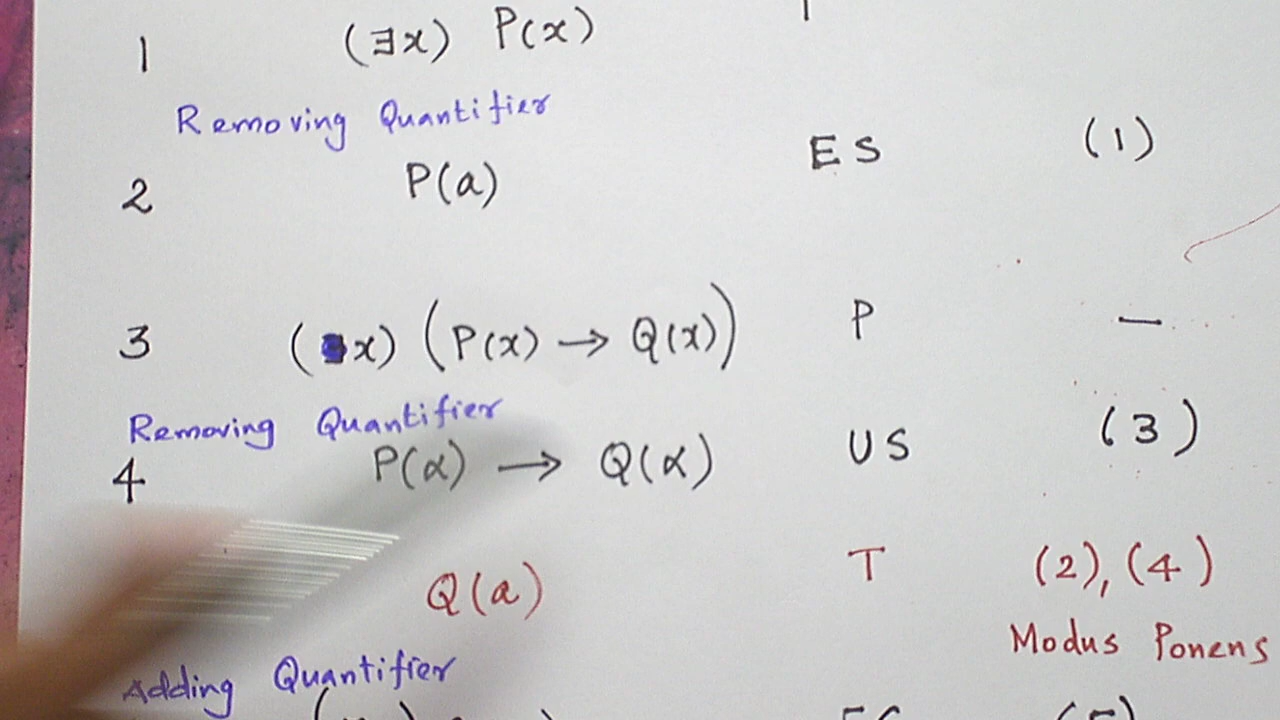 1 (∃x) P(x)
Removing Quantifier
2 P(a) ES (1)
3 ( x) (P(x) → Q(x)) P —
Removing Quantifier
4 P(a) → Q(a) US (3)
Q(a) T (2), (4)
Modus Ponens
Adding Quantifier